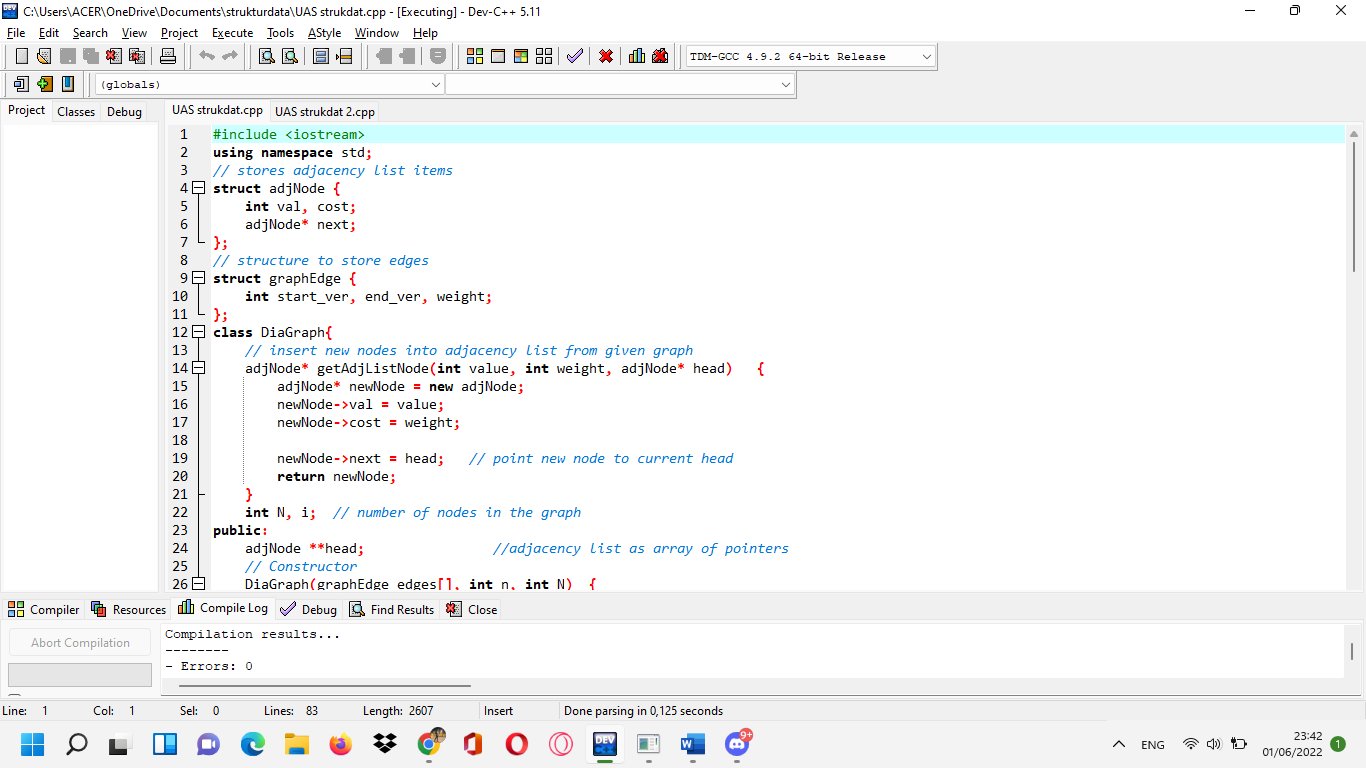 C:\Users\ACER\OneDrive\Documents\strukturdata\UAS strukdat.cpp - [Executing] - Dev-C++ 5.11
File Edit Search View Project Execute Tools AStyle Window Help
TDM-GCC 4.9.2 64-bit Release
(globals)
Project Classes Debug
UAS strukdat.cpp UAS strukdat 2.cpp
1 #include <iostream>
2 using namespace std;
3 // stores adjacency list items
4 struct adjNode {
5 int val, cost;
6 adjNode* next;
7 };
8 // structure to store edges
9 struct graphEdge {
10 int start_ver, end_ver, weight;
11 };
12 class DiaGraph{
13 // insert new nodes into adjacency list from given graph
14 adjNode* getAdjListNode(int value, int weight, adjNode* head) {
15 adjNode* newNode = new adjNode;
16 newNode->val = value;
17 newNode->cost = weight;
18
19 newNode->next = head; // point new node to current head
20 return newNode;
21 }
22 int N, i; // number of nodes in the graph
23 public:
24 adjNode **head; //adjacency list as array of pointers
25 // Constructor
26 DiaGraph(graphEdge edges[], int n, int N) {
Compiler Resources Compile Log Debug Find Results Close
Abort Compilation
Compilation results...
--------
- Errors: 0
Line: 1 Col: 1 Sel: 0 Lines: 83 Length: 2607 Insert Done parsing in 0,125 seconds
DEV
W
9+
ENG
23:42
01/06/2022
1